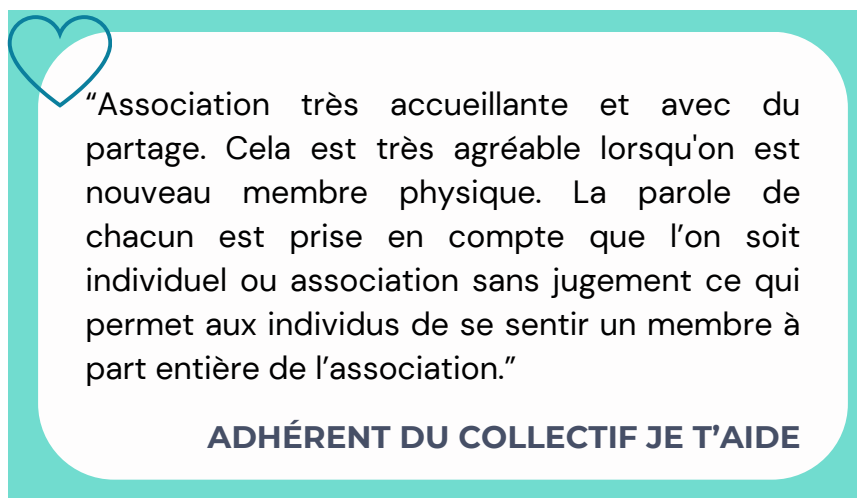 “Association très accueillante et avec du
partage. Cela est très agréable lorsqu'on est
nouveau membre physique. La parole de
chacun est prise en compte que l’on soit
individuel ou association sans jugement ce qui
permet aux individus de se sentir un membre à
part entière de l’association.”
ADHÉRENT DU COLLECTIF JE T’AIDE